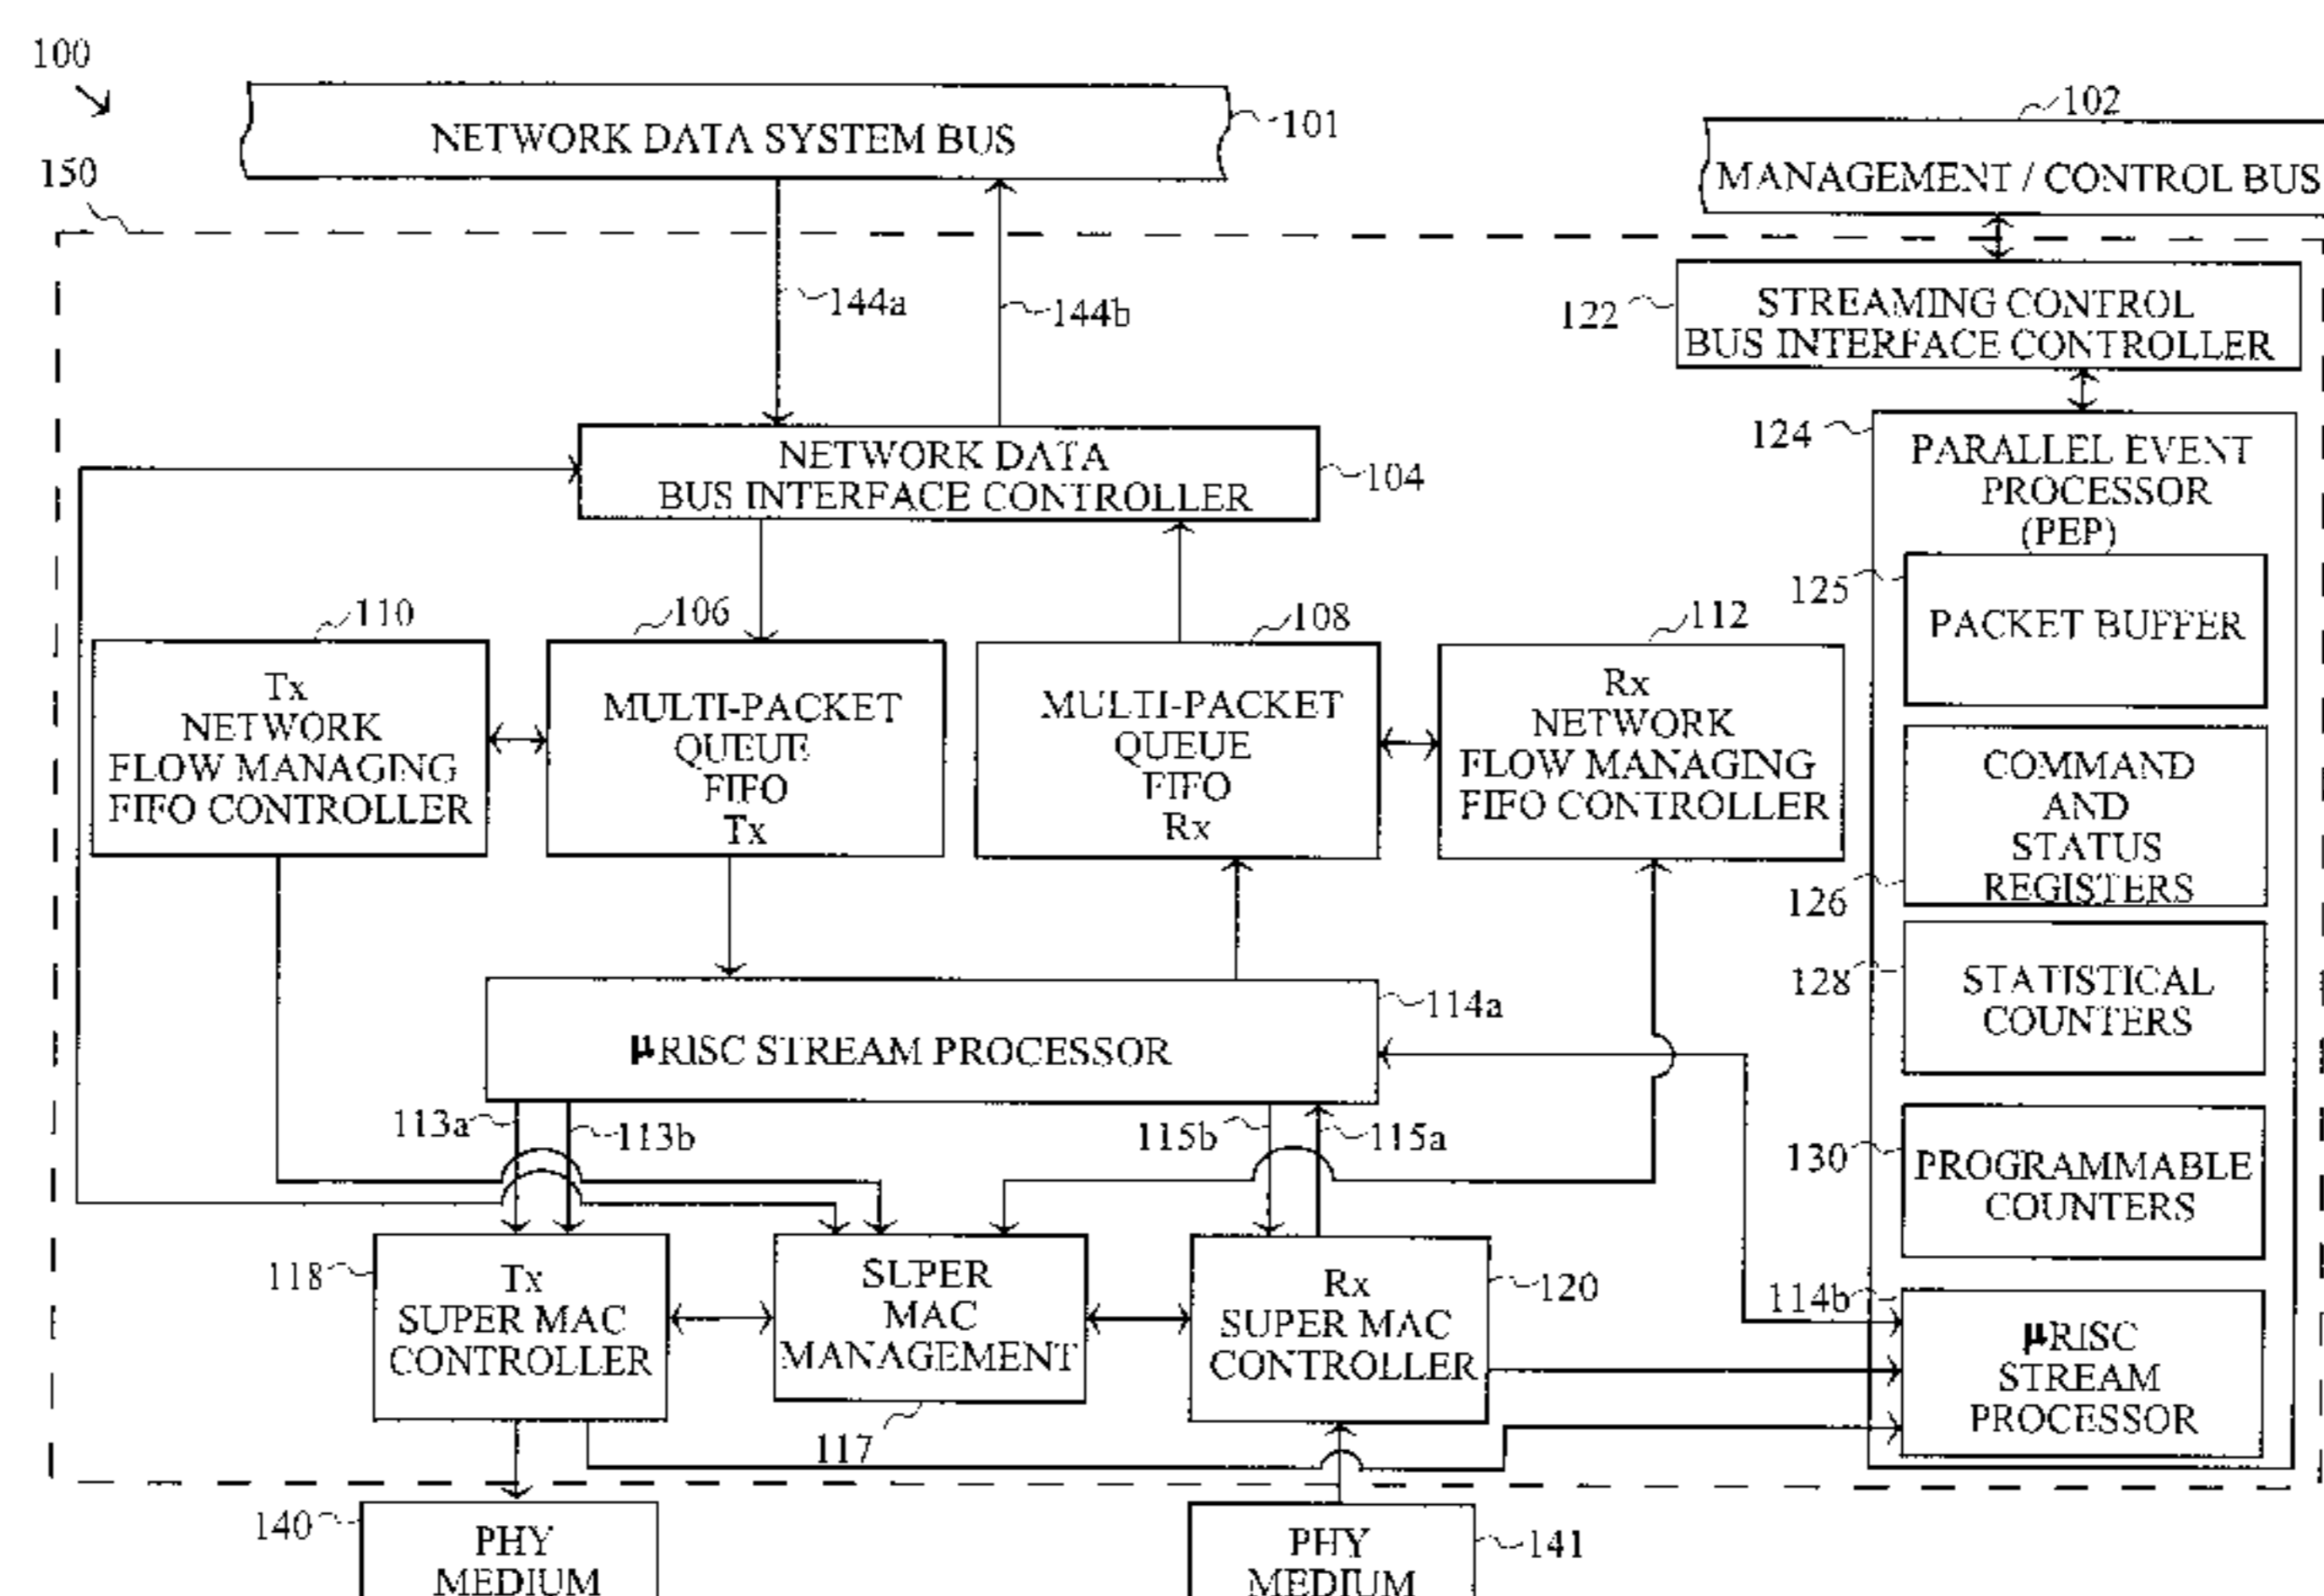 100
NETWORK DATA SYSTEM BUS
101
102
MANAGEMENT / CONTROL BUS
150
144a
144b
122
STREAMING CONTROL
BUS INTERFACE CONTROLLER
NETWORK DATA
BUS INTERFACE CONTROLLER
104
124
PARALLEL EVENT
PROCESSOR
(PEP)
125
PACKET BUFFER
110
Tx
NETWORK
FLOW MANAGING
FIFO CONTROLLER
106
MULTI-PACKET
QUEUE
FIFO
Tx
108
MULTI-PACKET
QUEUE
FIFO
Rx
112
Rx
NETWORK
FLOW MANAGING
FIFO CONTROLLER
COMMAND
AND
STATUS
REGISTERS
126
128
STATISTICAL
COUNTERS
µRISC STREAM PROCESSOR
114a
113a
113b
115b
115a
130
PROGRAMMABLE
COUNTERS
118
Tx
SUPER MAC
CONTROLLER
SUPER
MAC
MANAGEMENT
117
Rx
SUPER MAC
CONTROLLER
120
114b
µRISC
STREAM
PROCESSOR
140
PHY
MEDIUM
PHY
MEDIUM
141